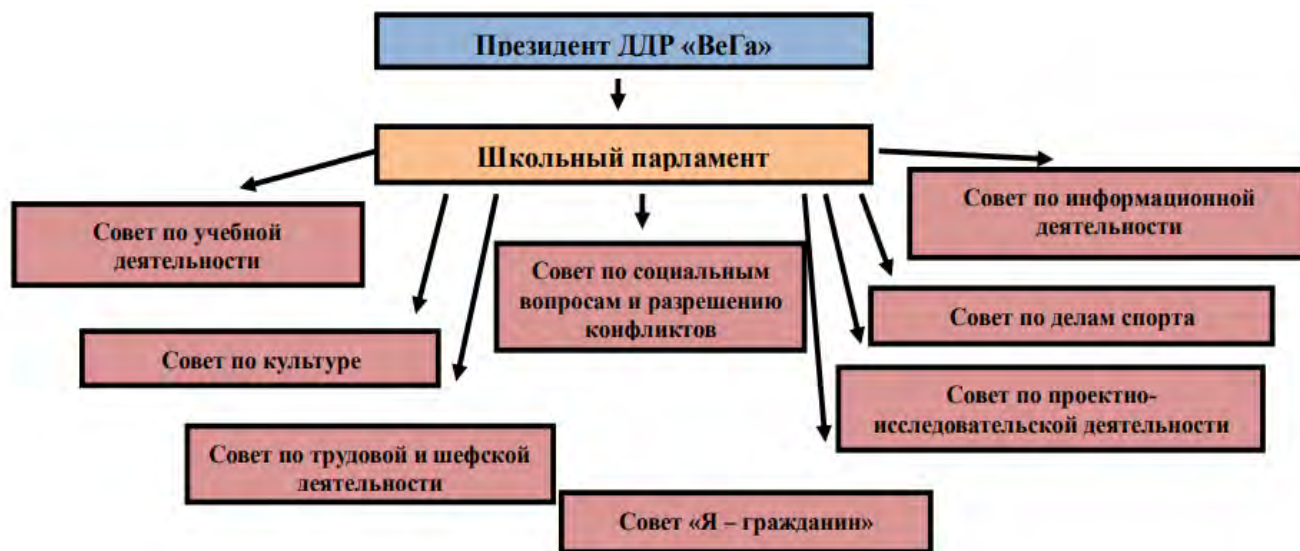 Президент ДДР «ВеГа»
Школьный парламент
Совет по информационной
деятельности
Совет по учебной
деятельности
Совет по социальным
вопросам и разрешению
конфликтов
Совет по делам спорта
Совет по культуре
Совет по проектно-
исследовательской деятельности
Совет по трудовой и шефской
деятельности
Совет «Я – гражданин»